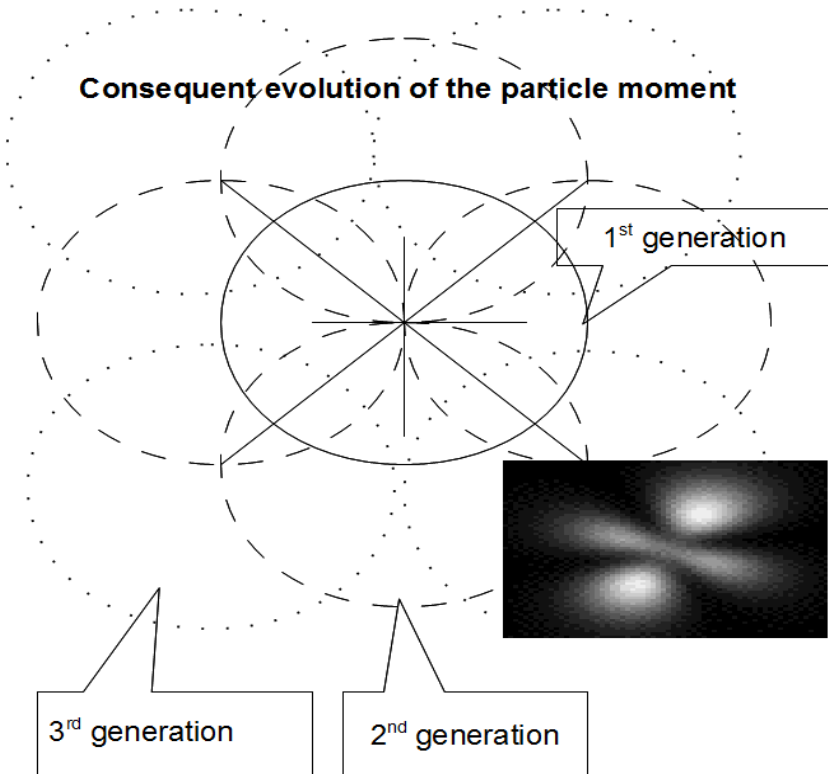 Consequent evolution of the particle moment
1st generation
3rd generation
2nd generation